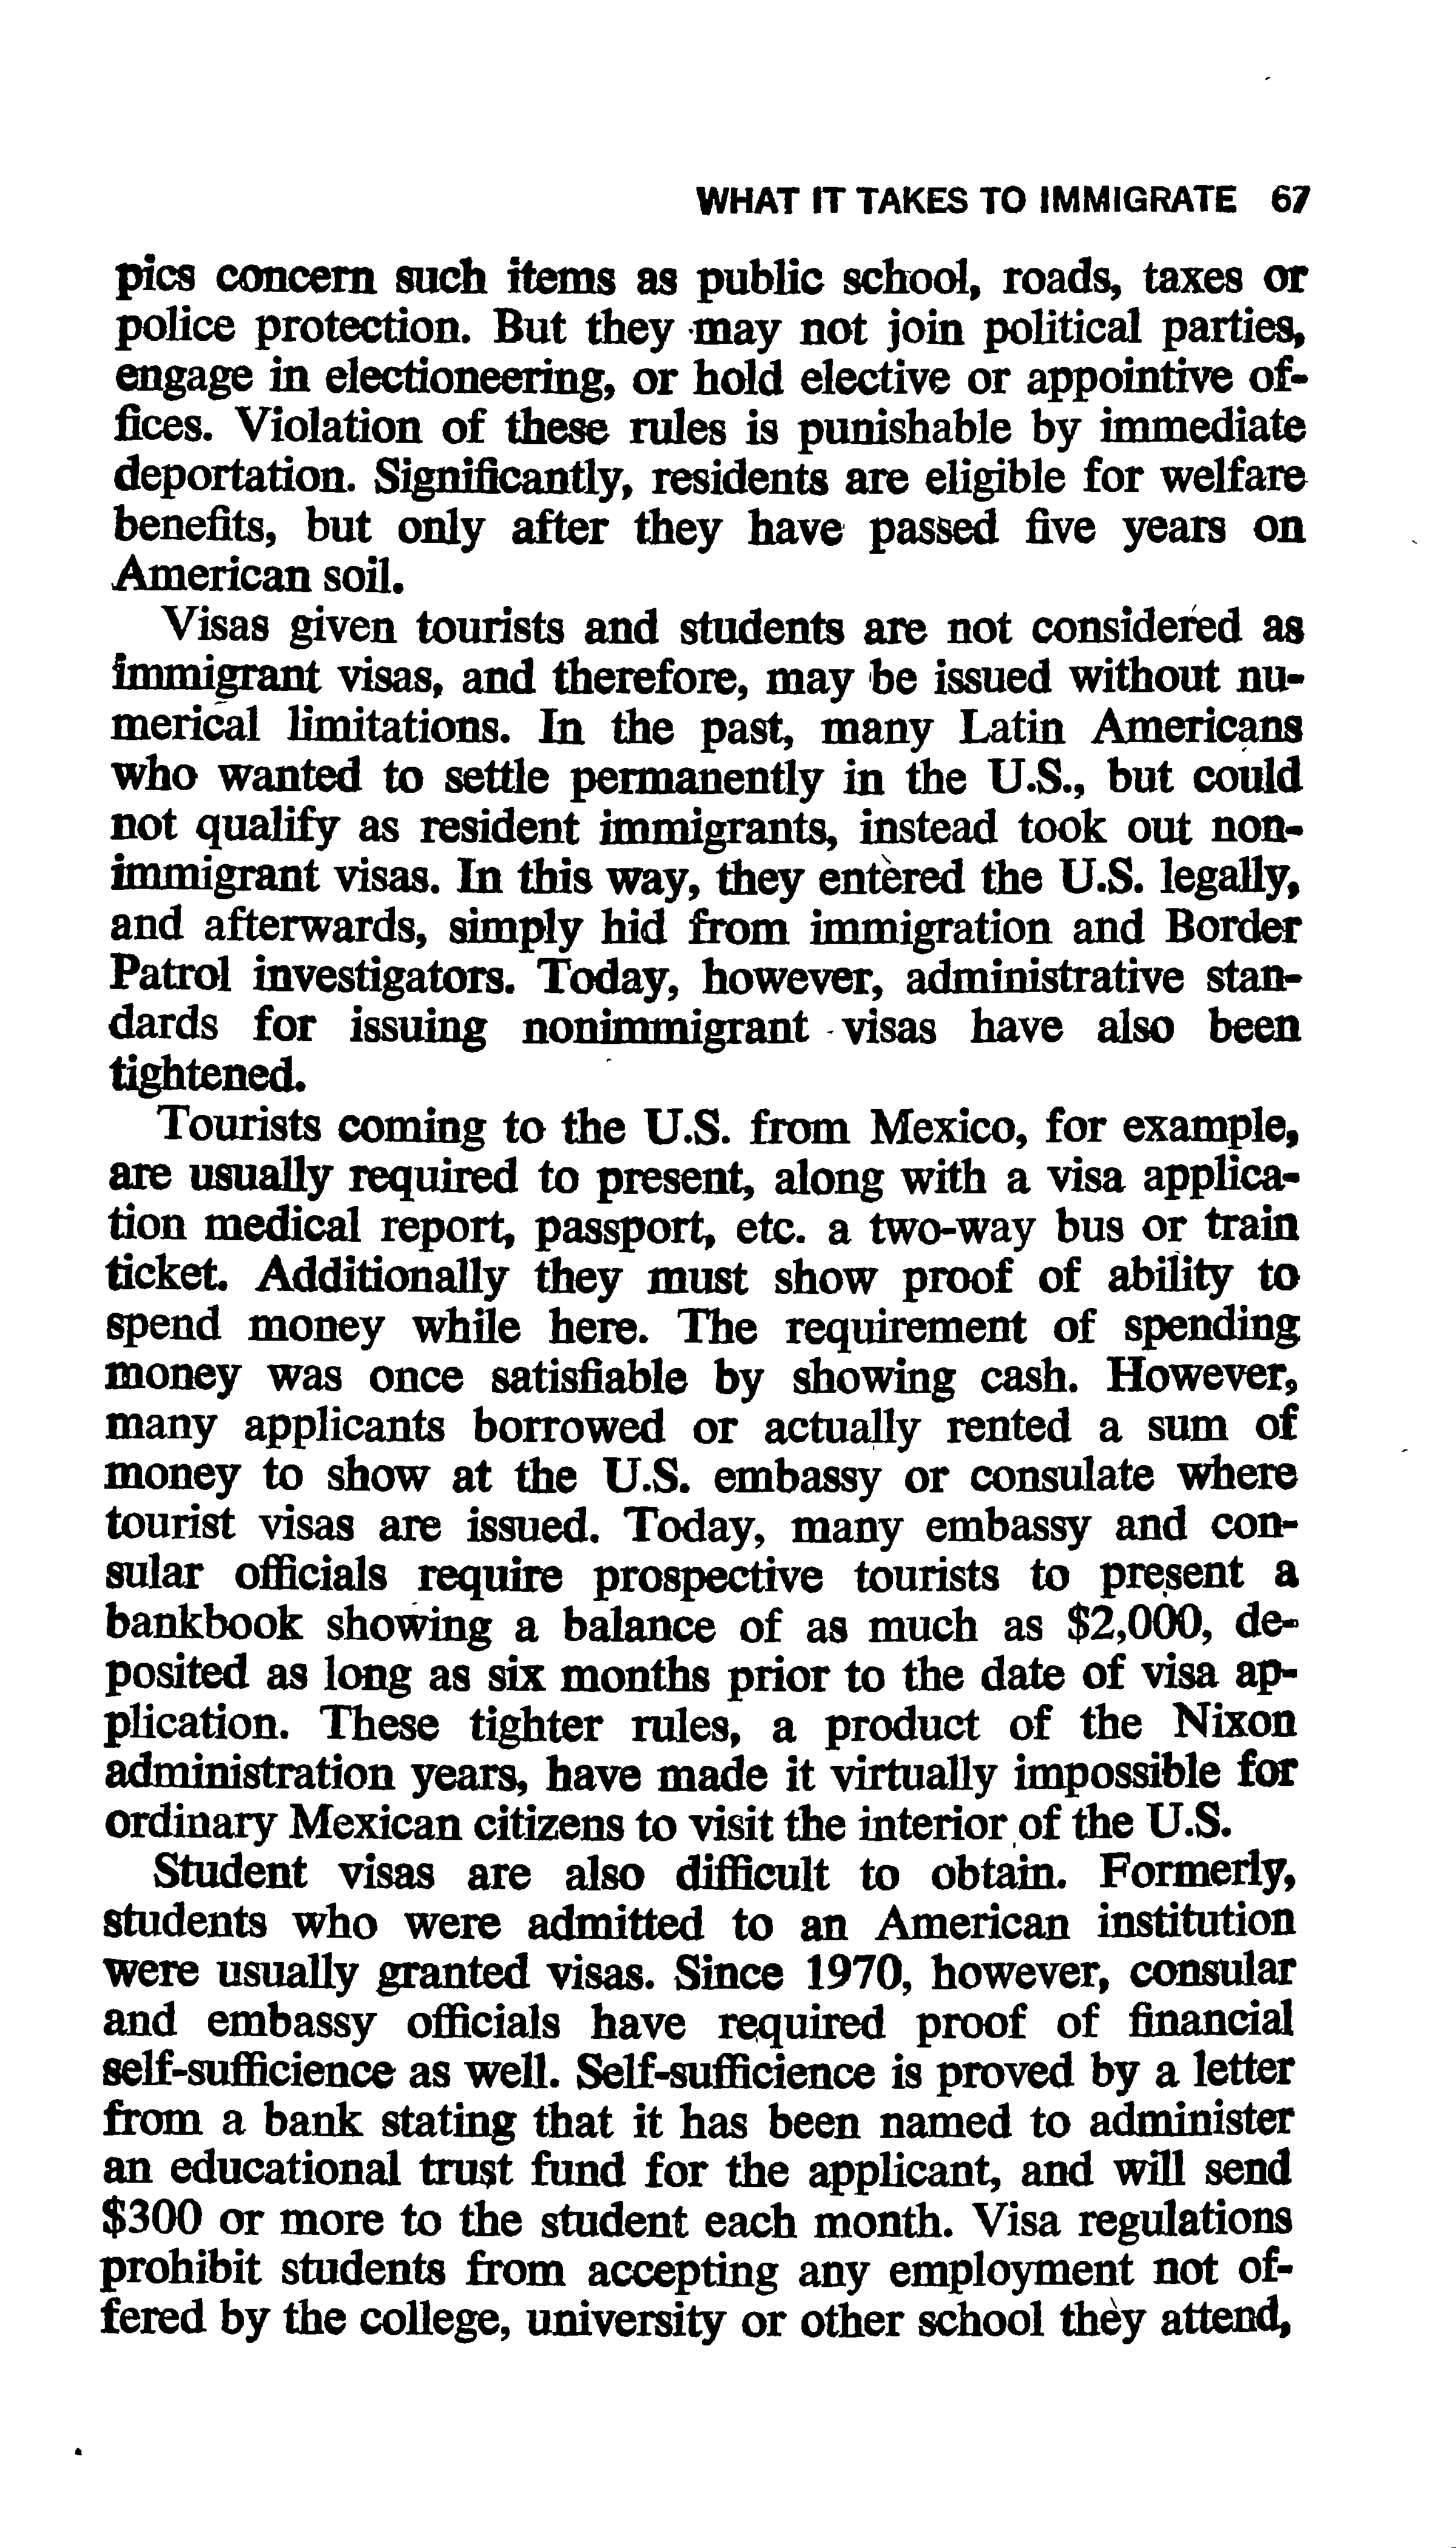 WHAT IT TAKES TO IMMIGRATE 67
pics concern such items as public school, roads, taxes or
police protection. But they may not join political parties,
engage in electioneering, or hold elective or appointive of-
fices. Violation of these rules is punishable by immediate
deportation. Significantly, residents are eligible for welfare
benefits, but only after they have passed five years on
American soil.
Visas given tourists and students are not considered as
immigrant visas, and therefore, may be issued without nu-
merical limitations. In the past, many Latin Americans
who wanted to settle permanently in the U.S., but could
not qualify as resident immigrants, instead took out non-
immigrant visas. In this way, they entered the U.S. legally,
and afterwards, simply hid from immigration and Border
Patrol investigators. Today, however, administrative stan-
dards for issuing nonimmigrant visas have also been
tightened.
Tourists coming to the U.S. from Mexico, for example,
are usually required to present, along with a visa applica-
tion medical report, passport, etc. a two-way bus or train
ticket. Additionally they must show proof of ability to
spend money while here. The requirement of spending
money was once satisfiable by showing cash. However,
many applicants borrowed or actually rented a sum of
money to show at the U.S. embassy or consulate where
tourist visas are issued. Today, many embassy and con-
sular officials require prospective tourists to present a
bankbook showing a balance of as much as $2,000, de-
posited as long as six months prior to the date of visa ap-
plication. These tighter rules, a product of the Nixon
administration years, have made it virtually impossible for
ordinary Mexican citizens to visit the interior of the U.S.
Student visas are also difficult to obtain. Formerly,
students who were admitted to an American institution
were usually granted visas. Since 1970, however, consular
and embassy officials have required proof of financial
self-sufficience as well. Self-sufficience is proved by a letter
from a bank stating that it has been named to administer
an educational trust fund for the applicant, and will send
$300 or more to the student each month. Visa regulations
prohibit students from accepting any employment not of-
fered by the college, university or other school they attend,